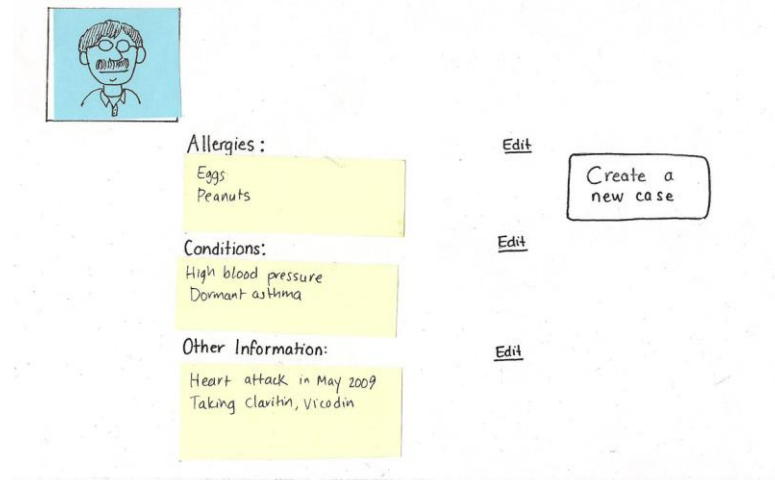 Allergies:
Edit
Eggs
Peanuts
Create a
new case
Conditions:
Edit
High blood pressure
Dormant asthma
Other Information:
Edit
Heart attack in May 2009
Taking Claritin, Vicodin